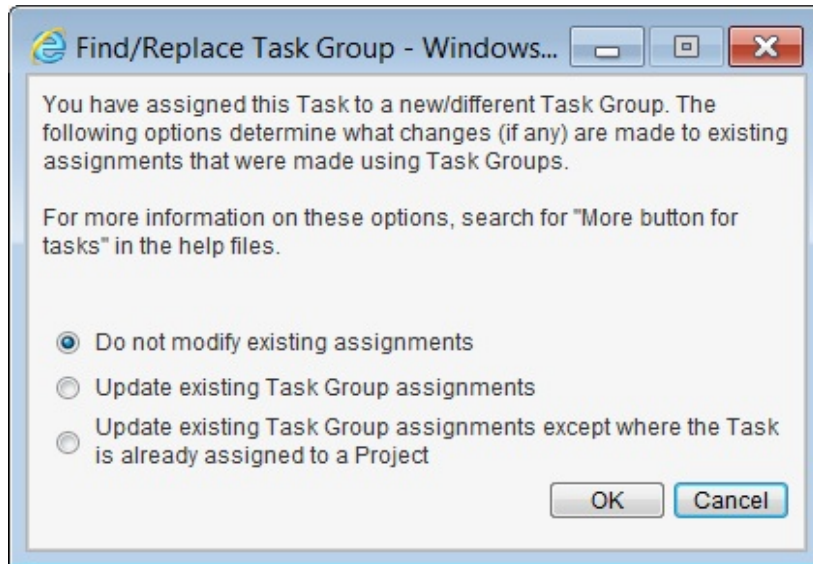 Find/Replace Task Group - Windows...
You have assigned this Task to a new/different Task Group. The
following options determine what changes (if any) are made to existing
assignments that were made using Task Groups.
For more information on these options, search for "More button for
tasks" in the help files.
Do not modify existing assignments
Update existing Task Group assignments
Update existing Task Group assignments except where the Task
is already assigned to a Project
OK Cancel